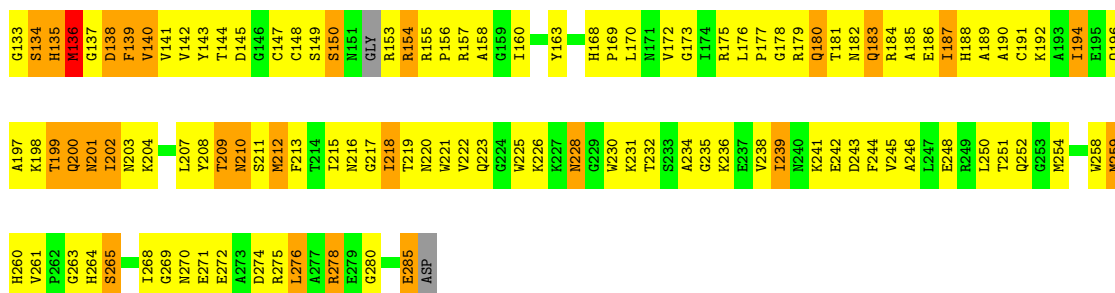 G133 S134 H135 M136 G137 D138 F139 V140 V141 V142 Y143 T144 D145 G146 C147 C148 S149 S150 N151 GLY R153 R154 R155 P156 R157 A158 G159 I160 Y163 H168 P169 L170 N171 V172 G173 I174 R175 L176 P177 G178 R179 Q180 T181 N182 Q183 R184 A185 E186 I187 H188 A189 A190 C191 K192 A193 I194 E195
A197 K198 T199 Q200 N201 I202 N203 K204 L207 Y208 T209 N210 S211 M212 F213 T214 I215 N216 G217 I218 T219 N220 W221 V222 Q223 G224 W225 K226 K227 N228 G229 W230 K231 T232 S233 A234 G235 K236 E237 V238 I239 N240 K241 E242 D243 F244 V245 A246 L247 E248 R249 L250 T251 Q252 G253 M254 W258
H260 V261 P262 G263 H264 S265 I268 G269 N270 E271 E272 A273 D274 R275 L276 A277 R278 E279 G280 E285 ASP